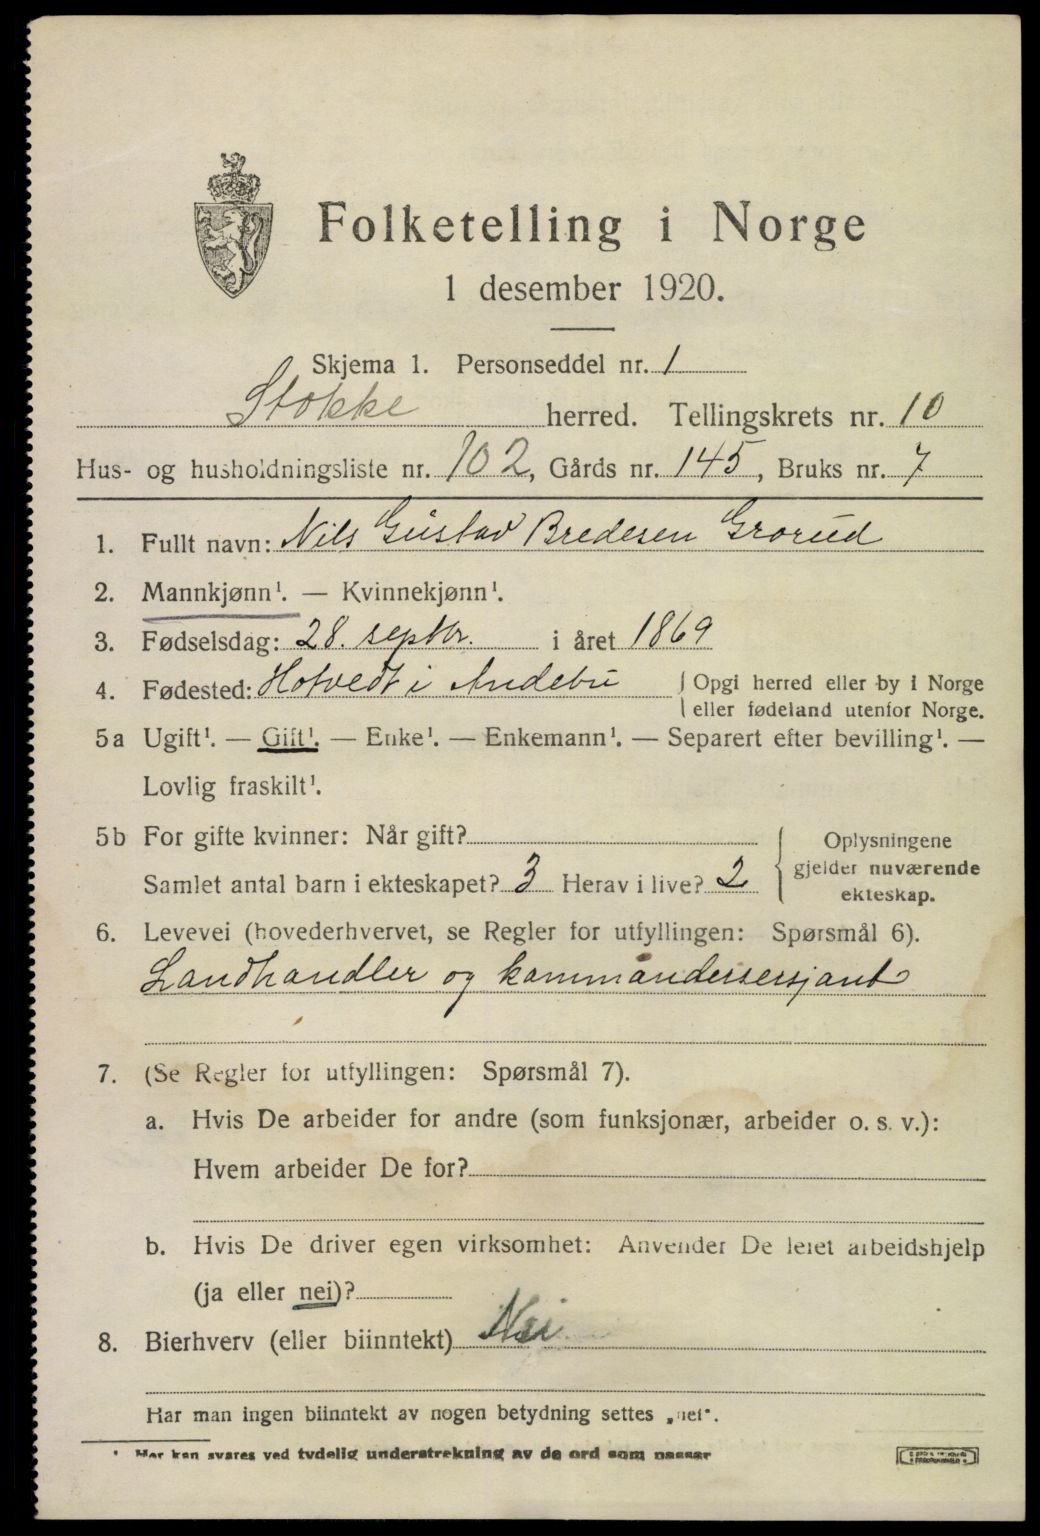 Folketelling i Norge
1 desember 1920.
Skjema 1. Personseddel nr. 1
Stokke herred. Tellingskrets nr. 10
Hus- og husholdningsliste nr. 102, Gårds nr. 145, Bruks nr. 7
1. Fullt navn: Nils Gustav Bredesen Grorud
2. Mannkjønn¹. — Kvinnekjønn¹.
3. Fødselsdag: 28. septbr. i året 1869
4. Fødested: Hotvedt i Andebu
Opgi herred eller by i Norge
eller fødeland utenfor Norge.
5a Ugift¹. — Gift¹. — Enke¹. — Enkemann¹. — Separert efter bevilling¹. —
Lovlig fraskilt¹.
5b For gifte kvinner: Når gift?
Samlet antal barn i ekteskapet? 3 Herav i live? 2
Oplysningene
gjelder nuværende
ekteskap.
6. Levevei (hovederhvervet, se Regler for utfyllingen: Spørsmål 6).
Landhandler og kommandersersjant
7. (Se Regler for utfyllingen: Spørsmål 7).
a. Hvis De arbeider for andre (som funksjonær, arbeider o. s. v.):
Hvem arbeider De for?
b. Hvis De driver egen virksomhet: Anvender De leiet arbeidshjelp
(ja eller nei)?
8. Bierhverv (eller biinntekt) Nei
Har man ingen biinntekt av nogen betydning settes „nei“.
¹ Her kan svares ved tydelig understrekning av de ord som passer